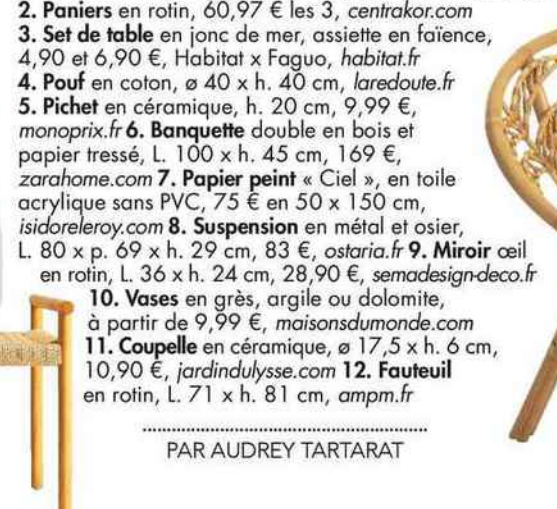 2. Paniers en rotin, 60,97 € les 3, centrakor.com
3. Set de table en jonc de mer, assiette en faïence,
4,90 et 6,90 €, Habitat x Faguo, habitat.fr
4. Pouf en coton, ø 40 x h. 40 cm, laredoute.fr
5. Pichet en céramique, h. 20 cm, 9,99 €,
monoprix.fr 6. Banquette double en bois et
papier tressé, L. 100 x h. 45 cm, 169 €,
zarahome.com 7. Papier peint « Ciel », en toile
acrylique sans PVC, 75 € en 50 x 150 cm,
isidoreleroy.com 8. Suspension en métal et osier,
L. 80 x p. 69 x h. 29 cm, 83 €, ostaria.fr 9. Miroir œil
en rotin, L. 36 x h. 24 cm, 28,90 €, semadesign-deco.fr
10. Vases en grès, argile ou dolomite,
à partir de 9,99 €, maisonsdumonde.com
11. Coupelle en céramique, ø 17,5 x h. 6 cm,
10,90 €, jardindulysse.com 12. Fauteuil
en rotin, L. 71 x h. 81 cm, ampm.fr
PAR AUDREY TARTARAT